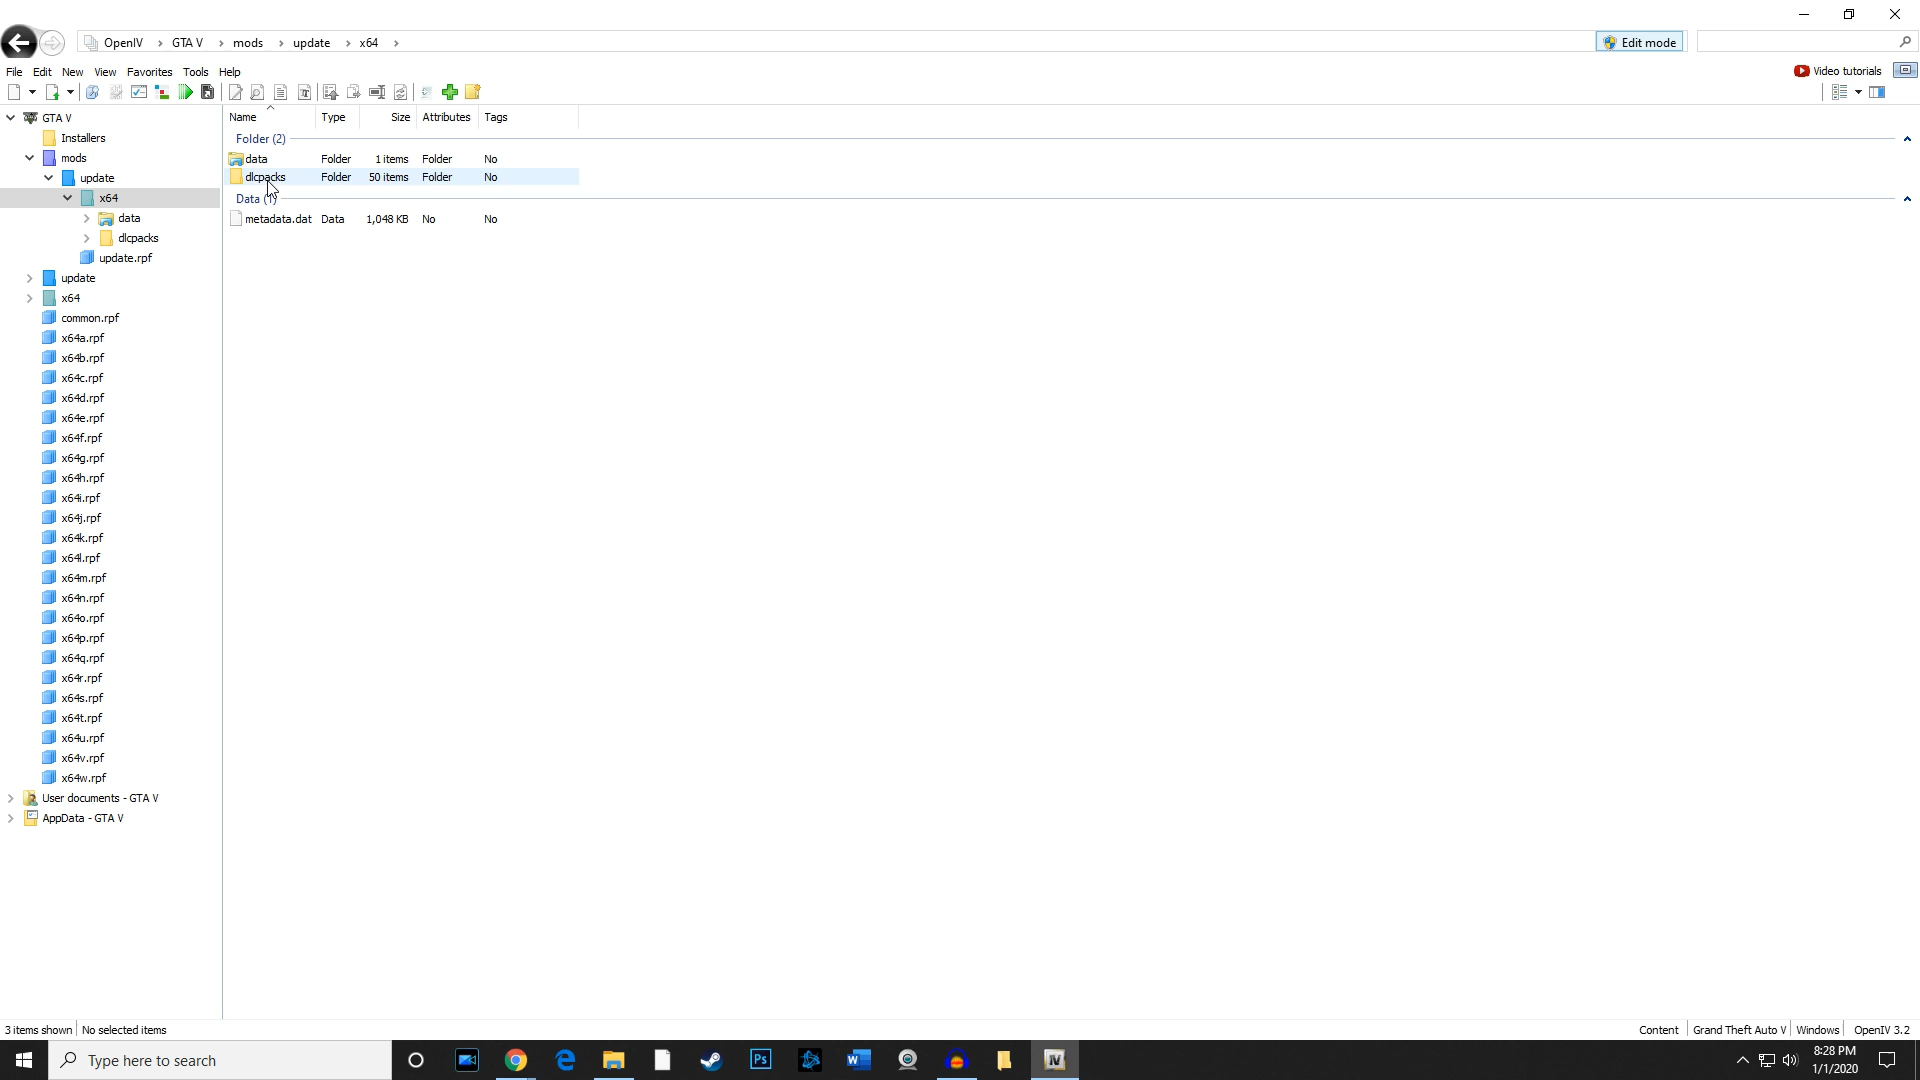 OpenIV > GTA V > mods > update > x64 >
Edit mode
File Edit New View Favorites Tools Help
Video tutorials
GTA V
Installers
mods
update
x64
data
dlcpacks
update.rpf
update
x64
common.rpf
x64a.rpf
x64b.rpf
x64c.rpf
x64d.rpf
x64e.rpf
x64f.rpf
x64g.rpf
x64h.rpf
x64i.rpf
x64j.rpf
x64k.rpf
x64l.rpf
x64m.rpf
x64n.rpf
x64o.rpf
x64p.rpf
x64q.rpf
x64r.rpf
x64s.rpf
x64t.rpf
x64u.rpf
x64v.rpf
x64w.rpf
User documents - GTA V
AppData - GTA V
Name Type Size Attributes Tags
Folder (2)
data Folder 1 items Folder No
dlcpacks Folder 50 items Folder No
Data (1)
metadata.dat Data 1,048 KB No No
3 items shown No selected items
Content Grand Theft Auto V Windows OpenIV 3.2
Type here to search
Ps
W
IV
8:28 PM
1/1/2020